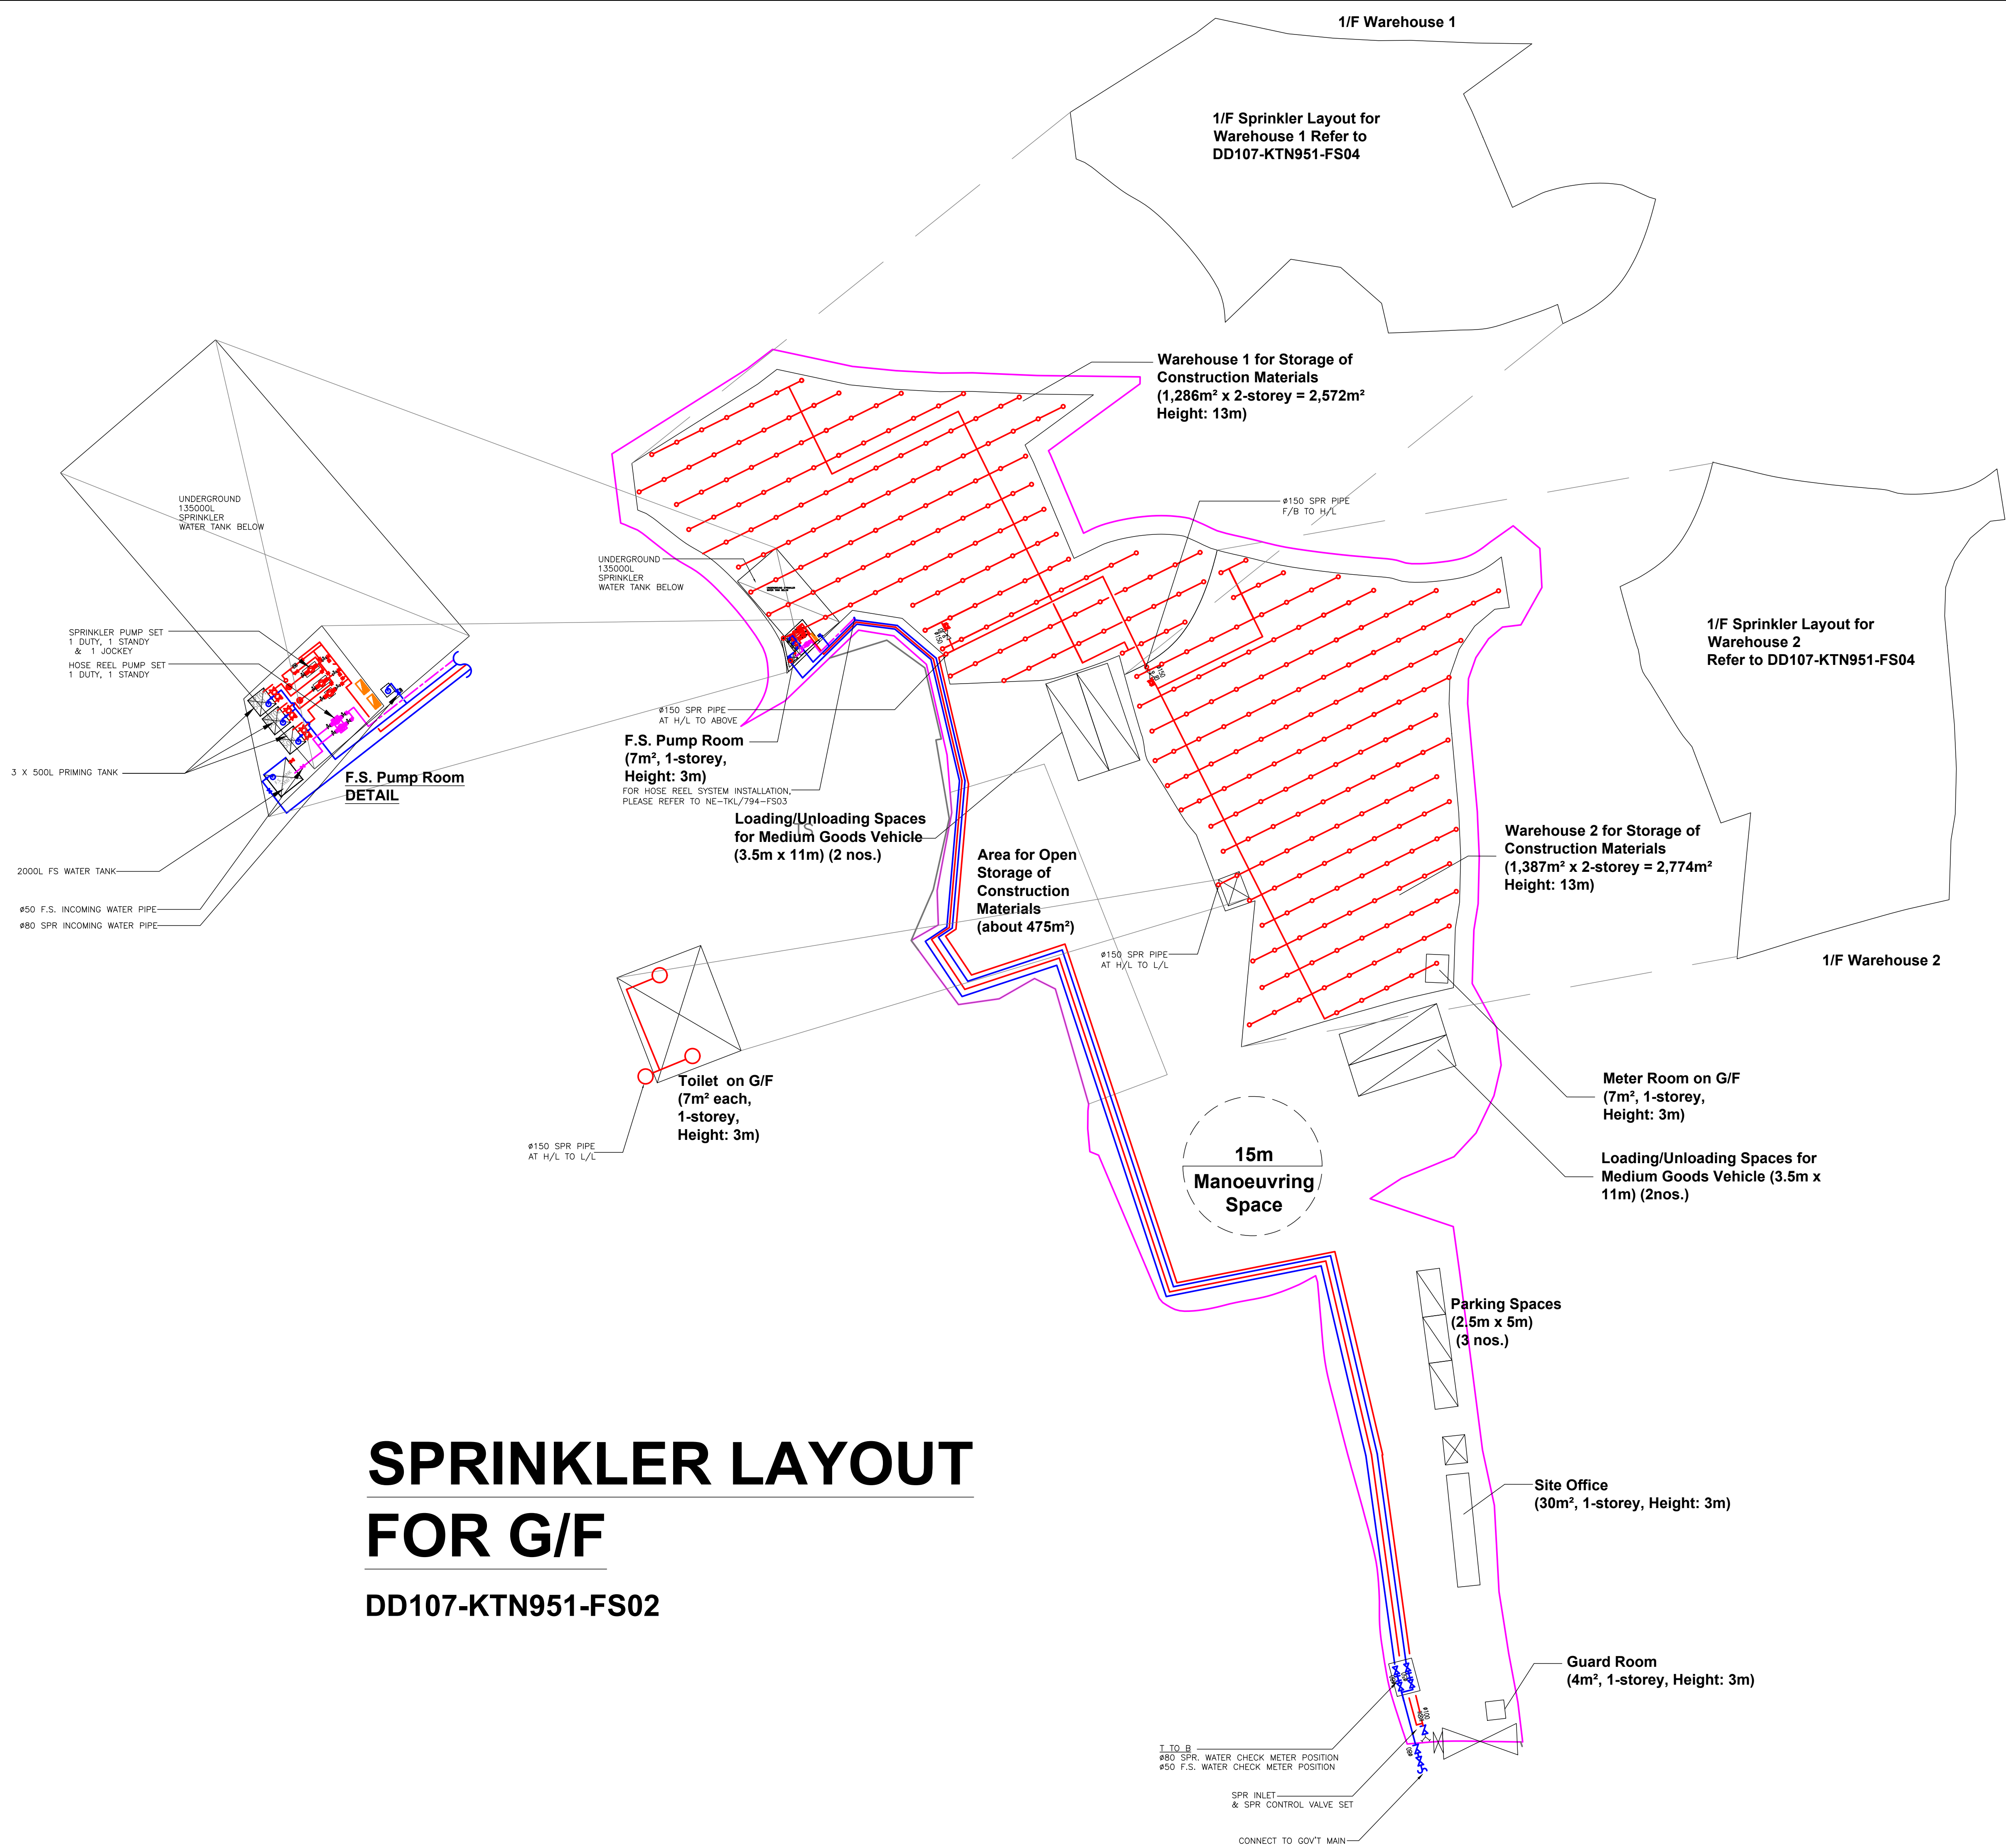 1/F Warehouse 1
1/F Sprinkler Layout for
Warehouse 1 Refer to
DD107-KTN951-FS04
Warehouse 1 for Storage of
Construction Materials
(1,286m² x 2-storey = 2,572m²
Height: 13m)
UNDERGROUND
135000L
SPRINKLER
WATER TANK BELOW
ø150 SPR PIPE
F/B TO H/L
UNDERGROUND
135000L
SPRINKLER
WATER TANK BELOW
SPRINKLER PUMP SET
1 DUTY, 1 STANDY
& 1 JOCKEY
HOSE REEL PUMP SET
1 DUTY, 1 STANDY
1/F Sprinkler Layout for
Warehouse 2
Refer to DD107-KTN951-FS04
ø150 SPR PIPE
AT H/L TO ABOVE
F.S. Pump Room
(7m², 1-storey,
Height: 3m)
FOR HOSE REEL SYSTEM INSTALLATION,
PLEASE REFER TO NE-TKL/794-FS03
3 X 500L PRIMING TANK
F.S. Pump Room
DETAIL
TS
Loading/Unloading Spaces
for Medium Goods Vehicle
(3.5m x 11m) (2 nos.)
Area for Open
Storage of
Construction
Materials
(about 475m²)
Warehouse 2 for Storage of
Construction Materials
(1,387m² x 2-storey = 2,774m²
Height: 13m)
2000L FS WATER TANK
ø50 F.S. INCOMING WATER PIPE
ø80 SPR INCOMING WATER PIPE
ø150 SPR PIPE
AT H/L TO L/L
1/F Warehouse 2
Toilet on G/F
(7m² each,
1-storey,
Height: 3m)
ø150 SPR PIPE
AT H/L TO L/L
Meter Room on G/F
(7m², 1-storey,
Height: 3m)
15m
Manoeuvring
Space
Loading/Unloading Spaces for
Medium Goods Vehicle (3.5m x
11m) (2nos.)
Parking Spaces
(2.5m x 5m)
(3 nos.)
SPRINKLER LAYOUT
FOR G/F
DD107-KTN951-FS02
Site Office
(30m², 1-storey, Height: 3m)
Guard Room
(4m², 1-storey, Height: 3m)
T TO B
ø80 SPR. WATER CHECK METER POSITION
ø50 F.S. WATER CHECK METER POSITION
SPR INLET
& SPR CONTROL VALVE SET
CONNECT TO GOV'T MAIN